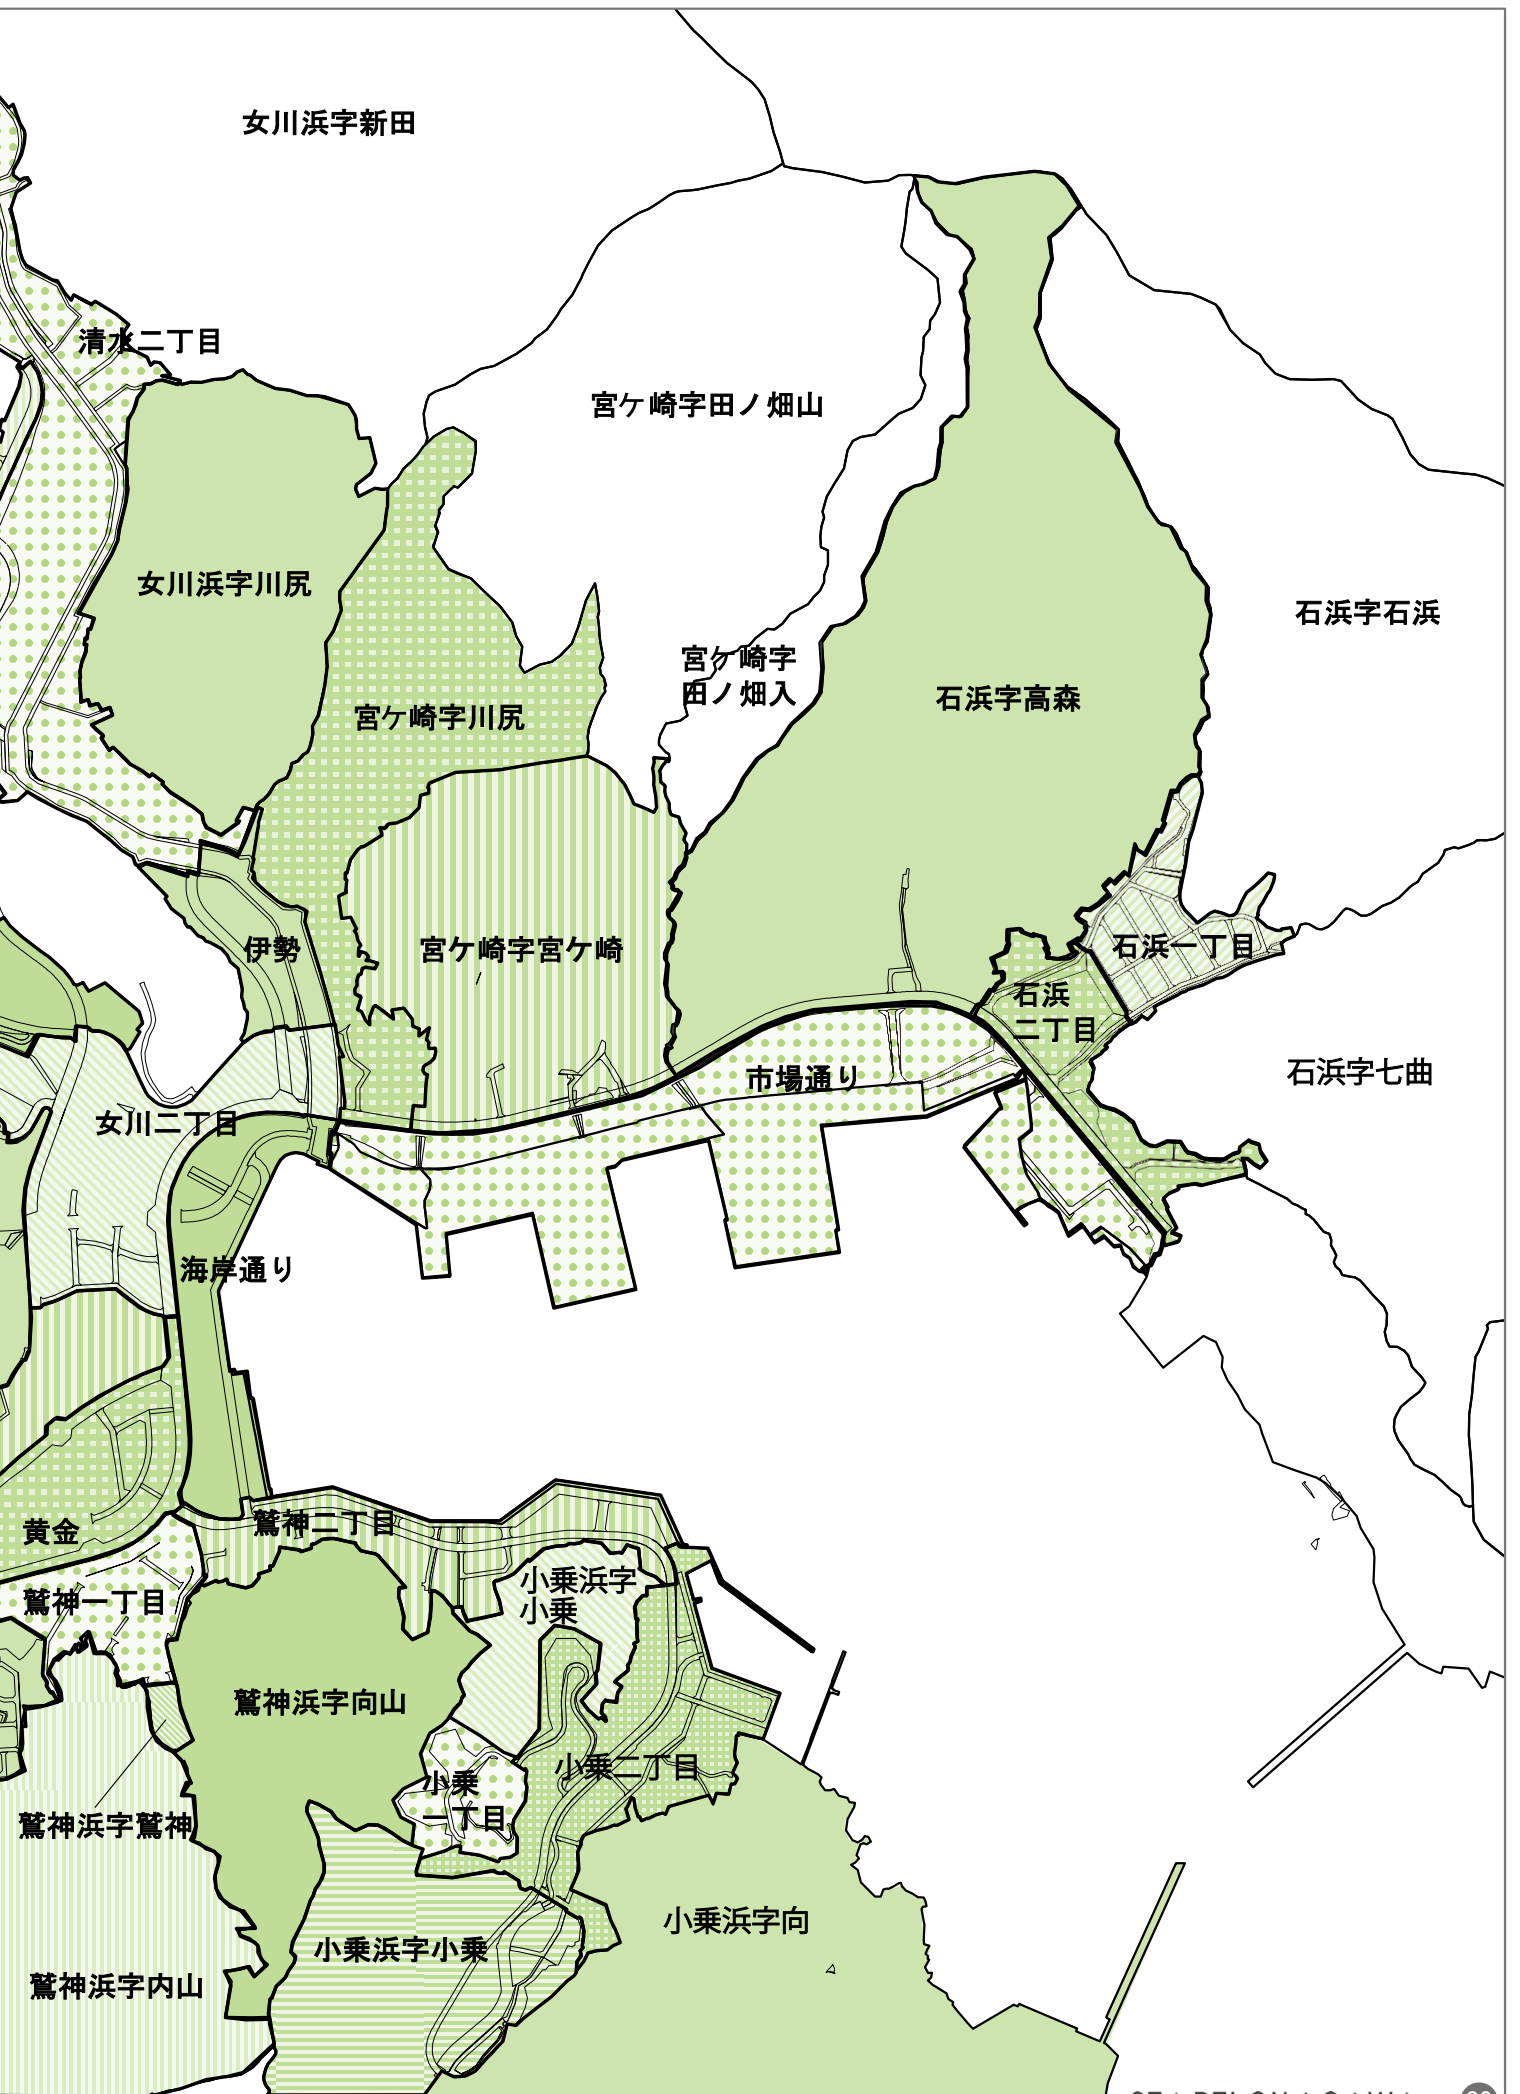 女川浜字新田
清水二丁目
宮ケ崎字田ノ畑山
女川浜字川尻
石浜字石浜
宮ケ崎字
田ノ畑入
石浜字高森
宮ケ崎字川尻
伊勢
宮ケ崎字宮ケ崎
石浜一丁目
石浜
二丁目
市場通り
石浜字七曲
女川二丁目
海岸通り
黄金
鷲神二丁目
小乗浜字
小乗
鷲神一丁目
鷲神浜字向山
小乗二丁目
小乗
一丁目
鷲神浜字鷲神
小乗浜字向
小乗浜字小乗
鷲神浜字内山